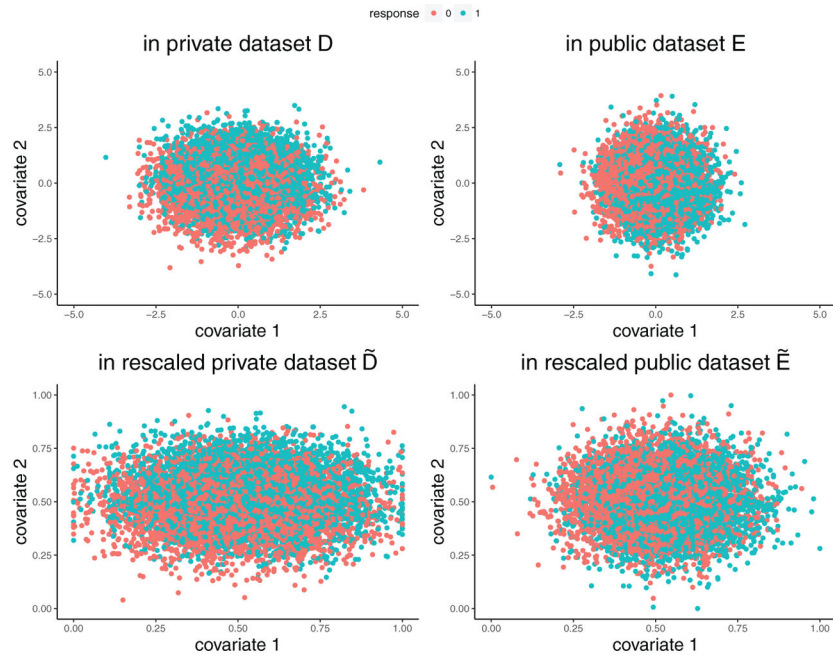 response 0 1
in private dataset D
in public dataset E
5.0 5.0
2.5 2.5
covariate 2 0.0 covariate 2 0.0
−2.5 −2.5
−5.0 −5.0
−5.0 −2.5 0.0 2.5 5.0 −5.0 −2.5 0.0 2.5 5.0
covariate 1 covariate 1
in rescaled private dataset D̃
in rescaled public dataset Ẽ
1.00 1.00
0.75 0.75
covariate 2 0.50 covariate 2 0.50
0.25 0.25
0.00 0.00
0.00 0.25 0.50 0.75 1.00 0.00 0.25 0.50 0.75 1.00
covariate 1 covariate 1